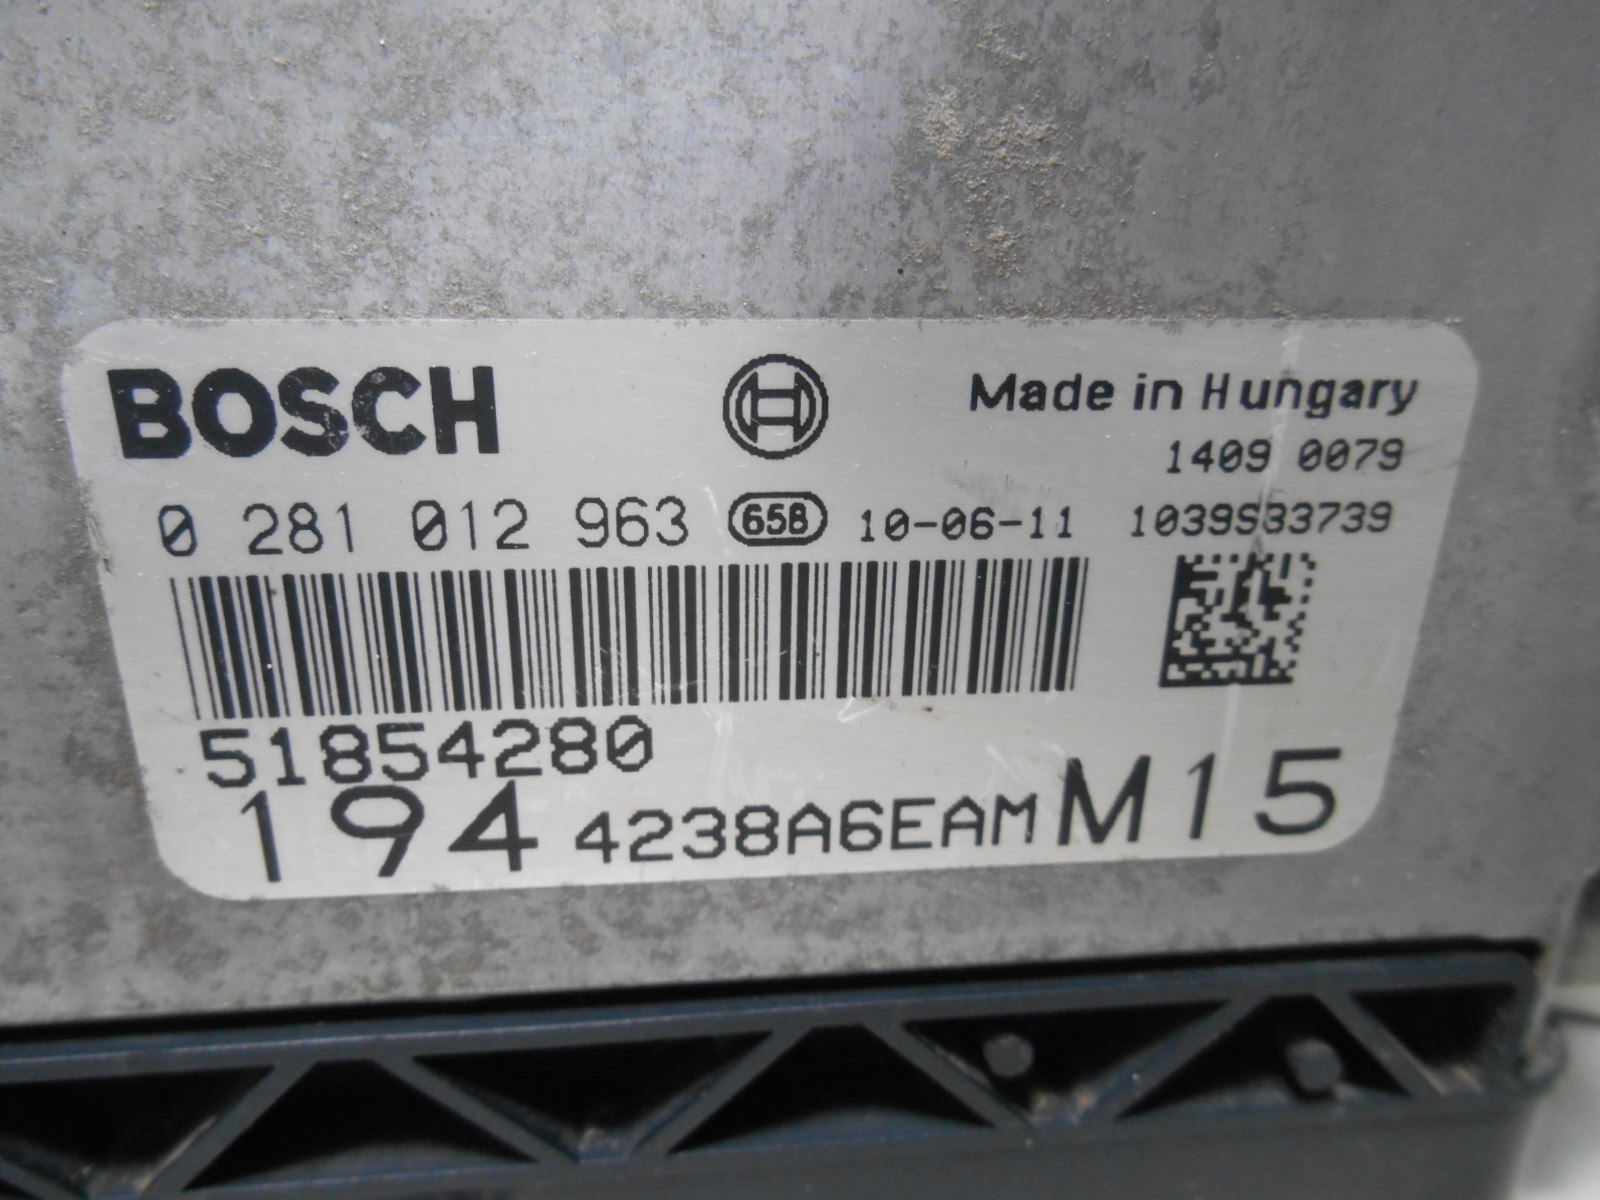 BOSCH Made in Hungary
1409 0079
0 281 012 963 658 10-06-11 1039S33739
51854280
194 4238A6EAM M15